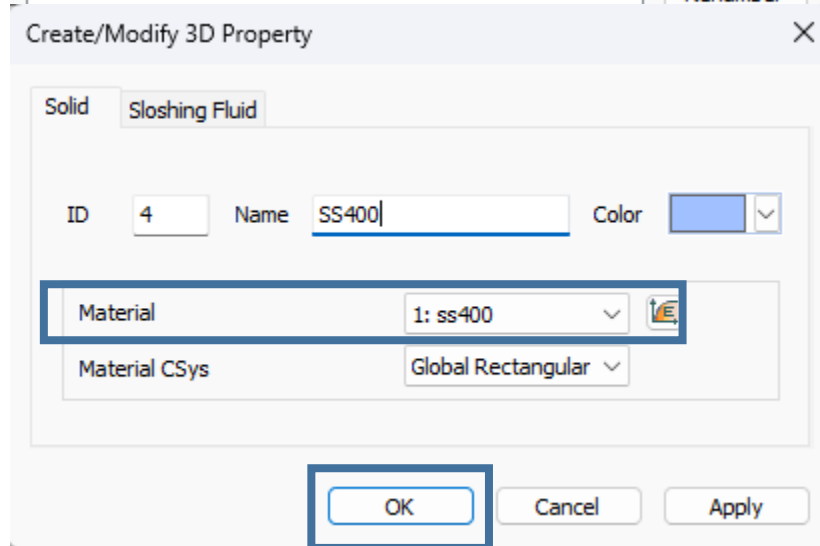 Create/Modify 3D Property
Solid
Sloshing Fluid
ID 4 Name SS400 Color
Material 1: ss400
Material CSys Global Rectangular
OK Cancel Apply